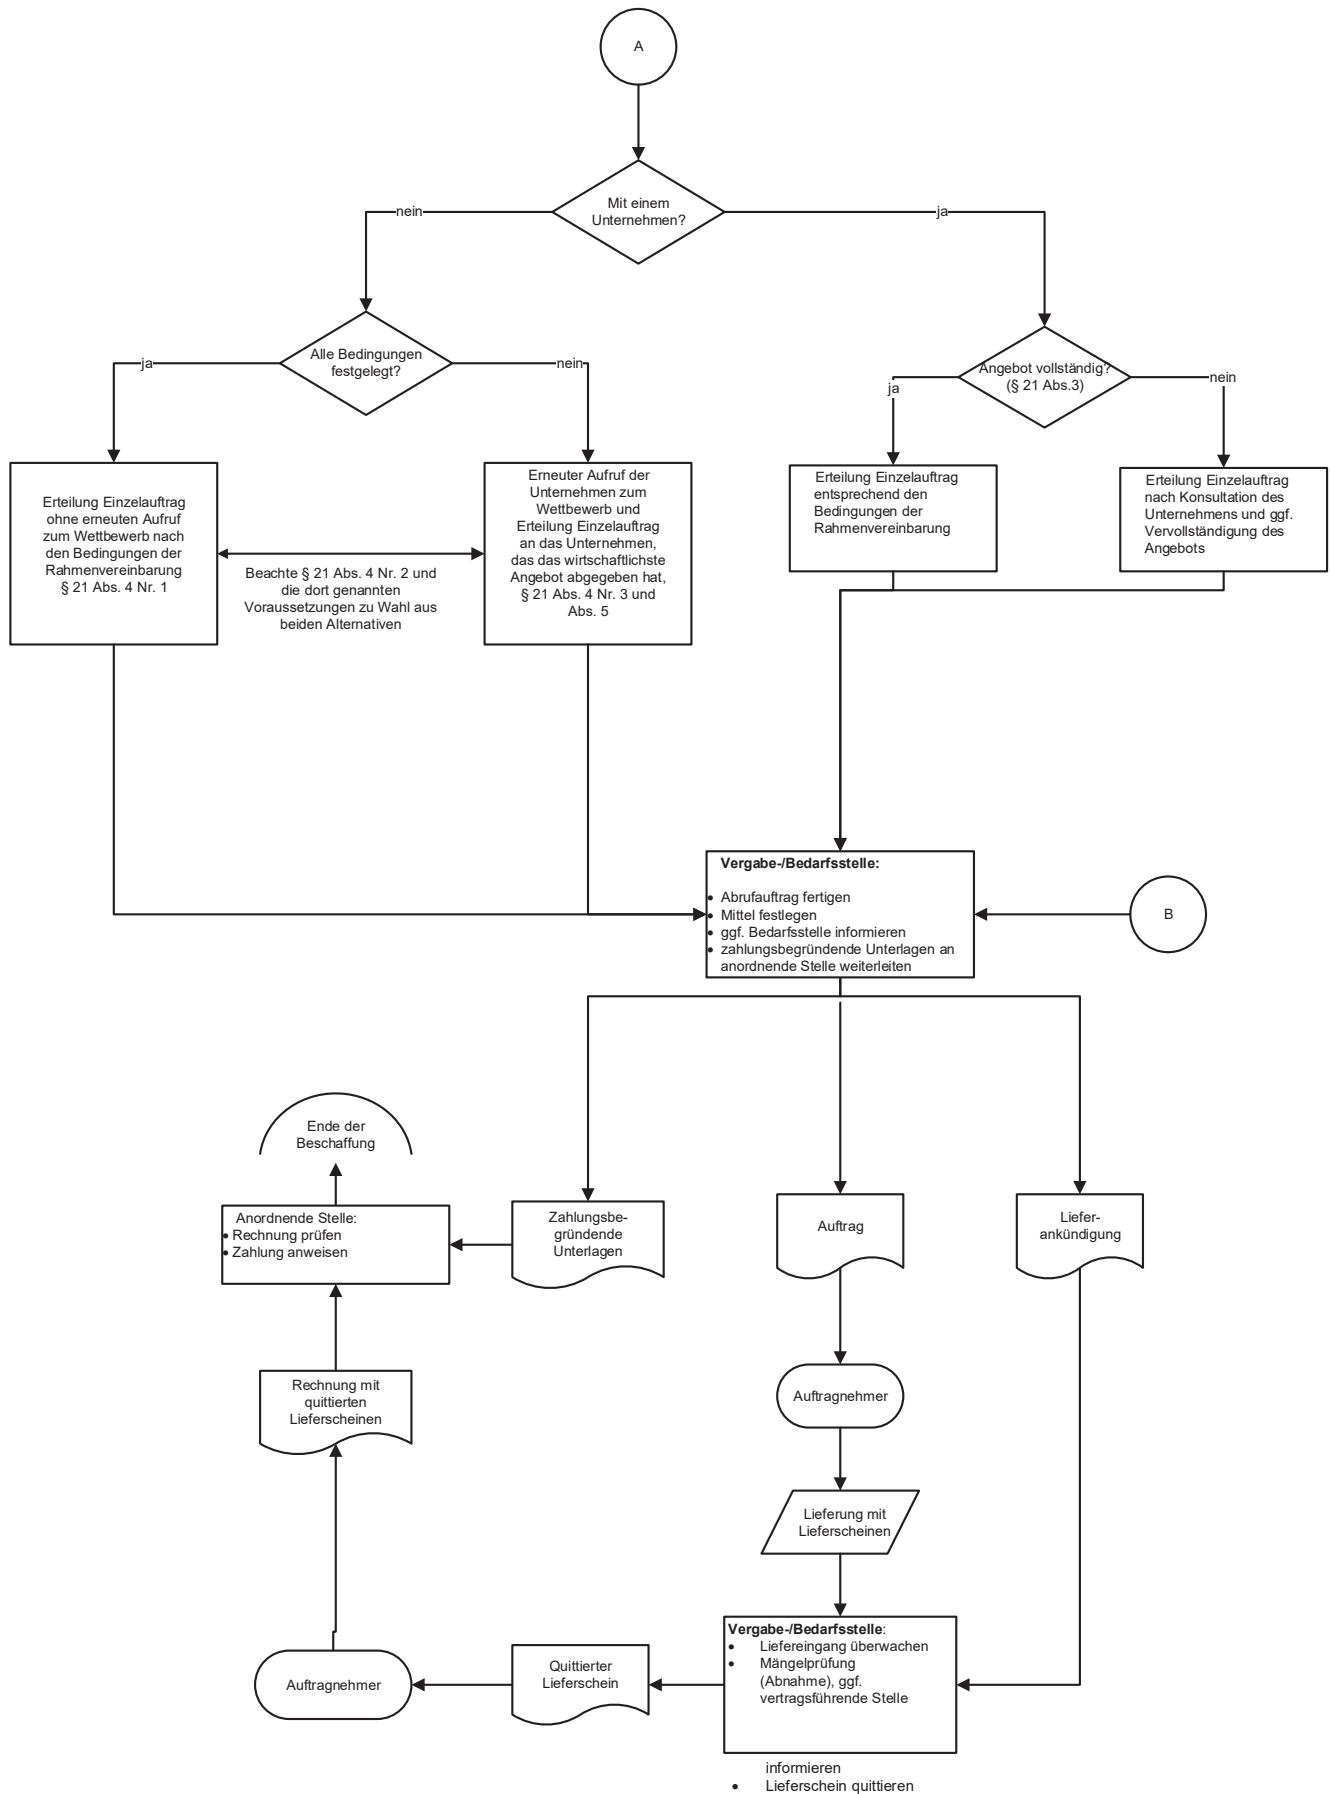 A
Mit einem
Unternehmen?
nein
ja
Alle Bedingungen
festgelegt?
ja
nein
Angebot vollständig?
(§ 21 Abs.3)
ja
nein
Erteilung Einzelauftrag
ohne erneuten Aufruf
zum Wettbewerb nach
den Bedingungen der
Rahmenvereinbarung
§ 21 Abs. 4 Nr. 1
Beachte § 21 Abs. 4 Nr. 2 und
die dort genannten
Voraussetzungen zu Wahl aus
beiden Alternativen
Erneuter Aufruf der
Unternehmen zum
Wettbewerb und
Erteilung Einzelauftrag
an das Unternehmen,
das das wirtschaftlichste
Angebot abgegeben hat,
§ 21 Abs. 4 Nr. 3 und
Abs. 5
Erteilung Einzelauftrag
entsprechend den
Bedingungen der
Rahmenvereinbarung
Erteilung Einzelauftrag
nach Konsultation des
Unternehmens und ggf.
Vervollständigung des
Angebots
Vergabe-/Bedarfsstelle:
• Abrufauftrag fertigen
• Mittel festlegen
• ggf. Bedarfsstelle informieren
• zahlungsbegründende Unterlagen an
anordnende Stelle weiterleiten
B
Ende der
Beschaffung
Anordnende Stelle:
• Rechnung prüfen
• Zahlung anweisen
Zahlungsbe-
gründende
Unterlagen
Auftrag
Liefer-
ankündigung
Rechnung mit
quittierten
Lieferscheinen
Auftragnehmer
Lieferung mit
Lieferscheinen
Vergabe-/Bedarfsstelle:
• Liefereingang überwachen
• Mängelprüfung
(Abnahme), ggf.
vertragsführende Stelle
informieren
• Lieferschein quittieren
Quittierter
Lieferschein
Auftragnehmer